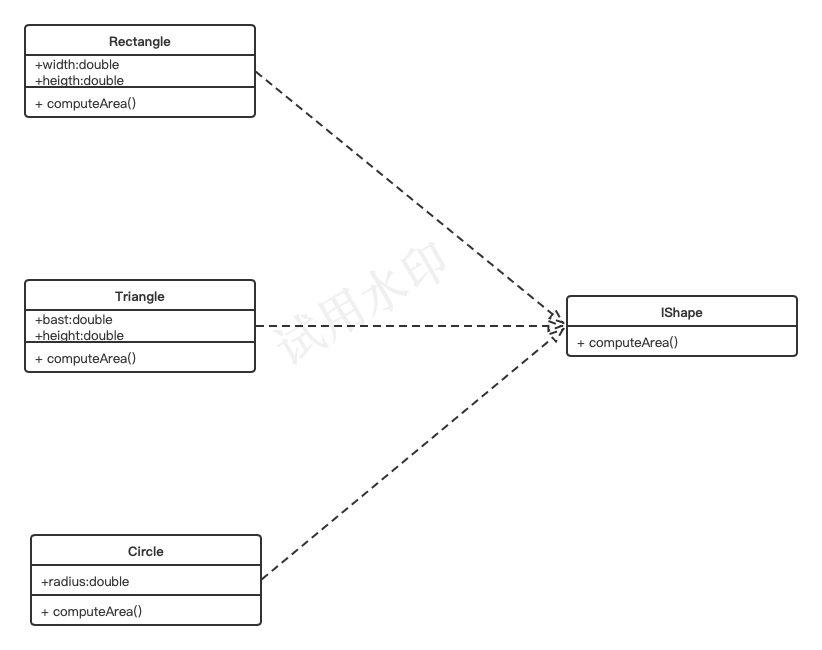 Rectangle
+width:double
+heigth:double
+ computeArea()
试用水印
Triangle
+bast:double
+height:double
+ computeArea()
IShape
+ computeArea()
Circle
+radius:double
+ computeArea()